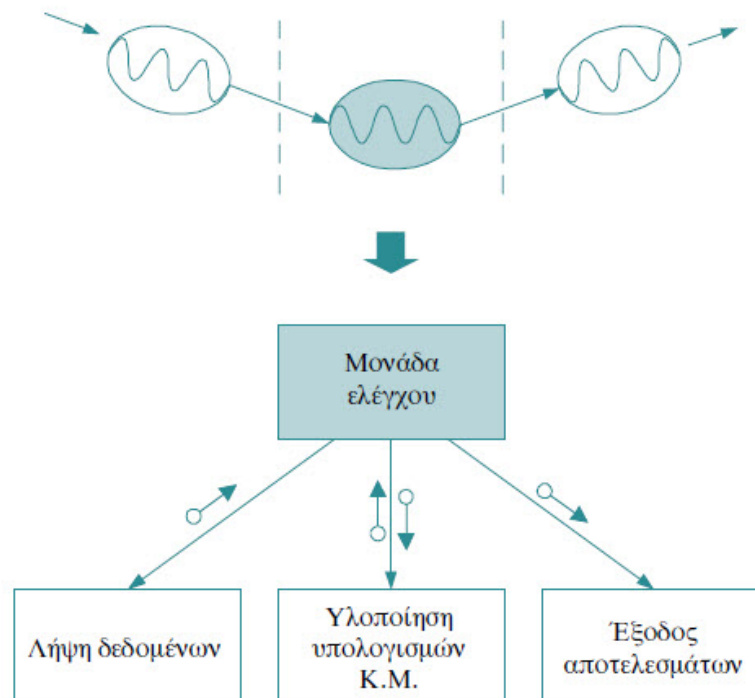 Μονάδα
ελέγχου
Λήψη δεδομένων
Υλοποίηση
υπολογισμών
Κ.Μ.
Έξοδος
αποτελεσμάτων